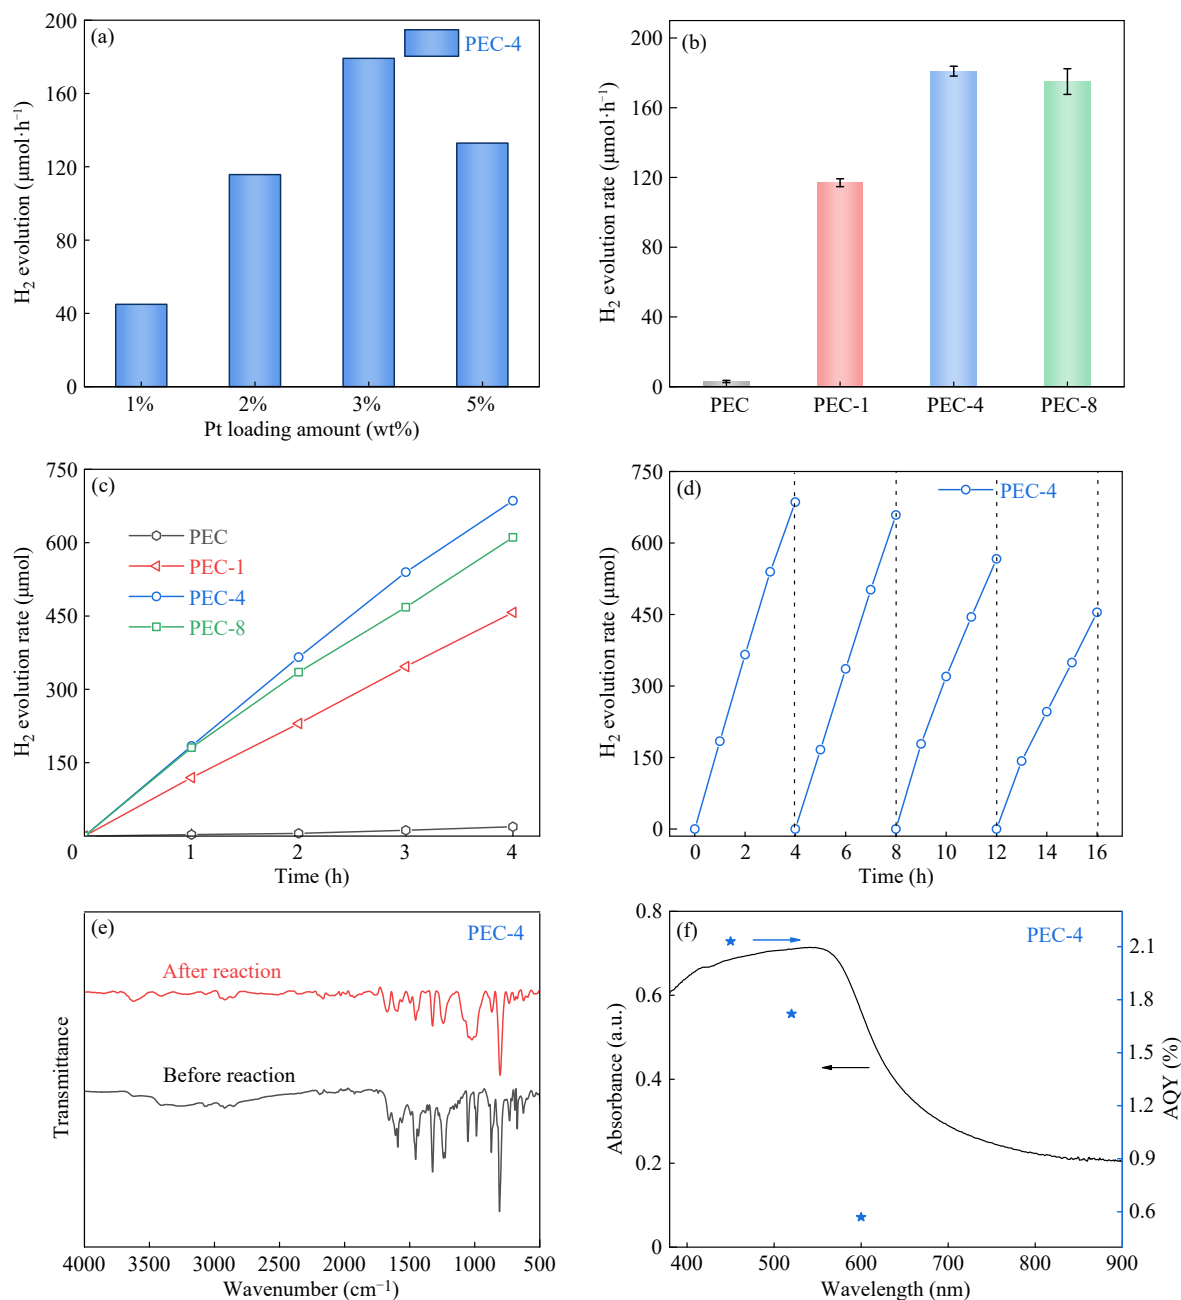 (a)
PEC-4
H₂ evolution (μmol·h⁻¹)
200
160
120
80
40
0
1%
2%
3%
5%
Pt loading amount (wt%)
(b)
H₂ evolution rate (μmol·h⁻¹)
200
160
120
80
40
0
PEC
PEC-1
PEC-4
PEC-8
(c)
PEC
PEC-1
PEC-4
PEC-8
H₂ evolution rate (μmol)
750
600
450
300
150
0
1
2
3
4
Time (h)
(d)
PEC-4
H₂ evolution rate (μmol)
750
600
450
300
150
0
0
2
4
6
8
10
12
14
16
Time (h)
(e)
PEC-4
After reaction
Before reaction
Transmittance
4000
3500
3000
2500
2000
1500
1000
500
Wavenumber (cm⁻¹)
(f)
PEC-4
Absorbance (a.u.)
0.8
0.6
0.4
0.2
0
2.1
1.8
1.5
1.2
0.9
0.6
AQY (%)
400
500
600
700
800
900
Wavelength (nm)